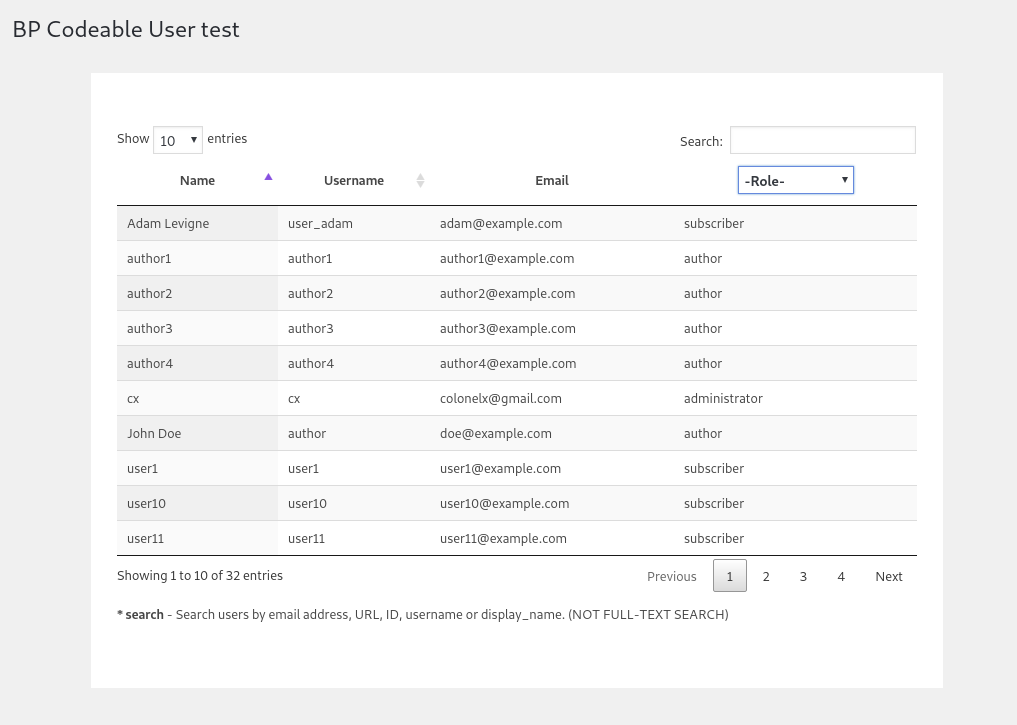 BP Codeable User test
Show 10 entries Search:
Name Username Email -Role-
Adam Levigne user_adam adam@example.com subscriber
author1 author1 author1@example.com author
author2 author2 author2@example.com author
author3 author3 author3@example.com author
author4 author4 author4@example.com author
cx cx colonelx@gmail.com administrator
John Doe author doe@example.com author
user1 user1 user1@example.com subscriber
user10 user10 user10@example.com subscriber
user11 user11 user11@example.com subscriber
Showing 1 to 10 of 32 entries Previous 1 2 3 4 Next
* search - Search users by email address, URL, ID, username or display_name. (NOT FULL-TEXT SEARCH)